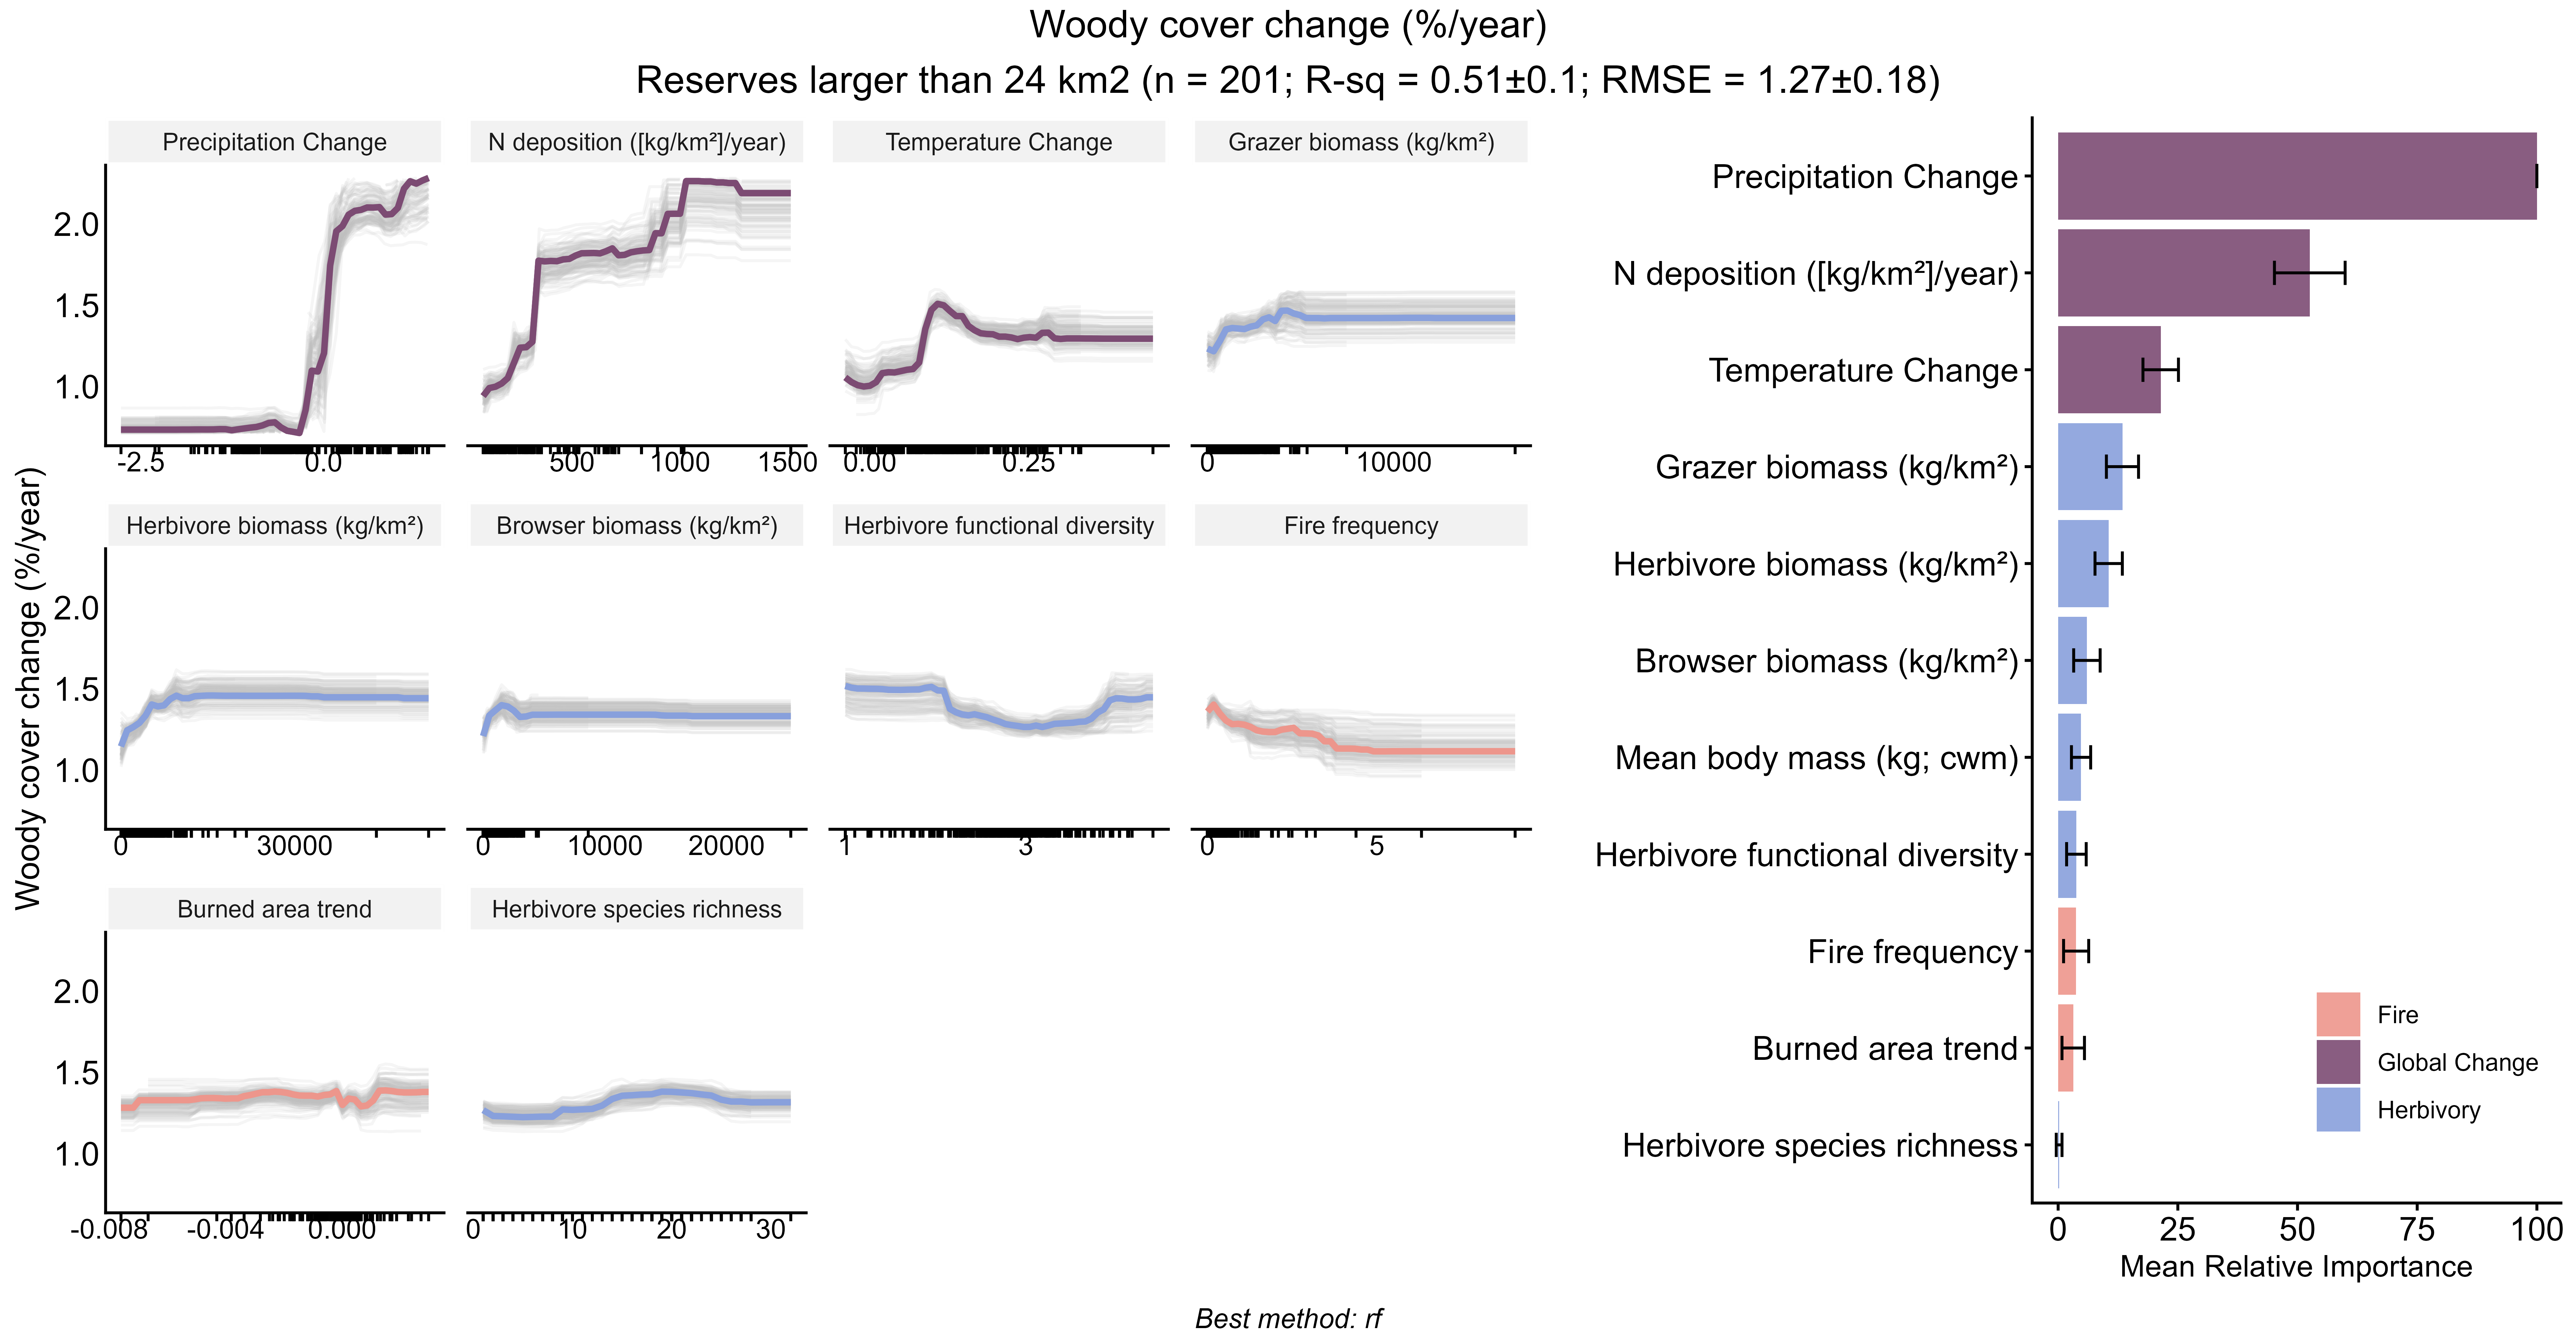 Woody cover change (%/year)
Reserves larger than 24 km2 (n = 201; R-sq = 0.51±0.1; RMSE = 1.27±0.18)
Woody cover change (%/year)
Precipitation Change
N deposition ([kg/km²]/year)
Temperature Change
Grazer biomass (kg/km²)
2.0
1.5
1.0
-2.5 0.0
500 1000 1500
0.00 0.25
0 10000
Herbivore biomass (kg/km²)
Browser biomass (kg/km²)
Herbivore functional diversity
Fire frequency
2.0
1.5
1.0
0 30000
0 10000 20000
1 3
0 5
Burned area trend
Herbivore species richness
2.0
1.5
1.0
-0.008 -0.004 0.000
0 10 20 30
Precipitation Change
N deposition ([kg/km²]/year)
Temperature Change
Grazer biomass (kg/km²)
Herbivore biomass (kg/km²)
Browser biomass (kg/km²)
Mean body mass (kg; cwm)
Herbivore functional diversity
Fire frequency
Burned area trend
Herbivore species richness
Fire
Global Change
Herbivory
0 25 50 75 100
Mean Relative Importance
Best method: rf